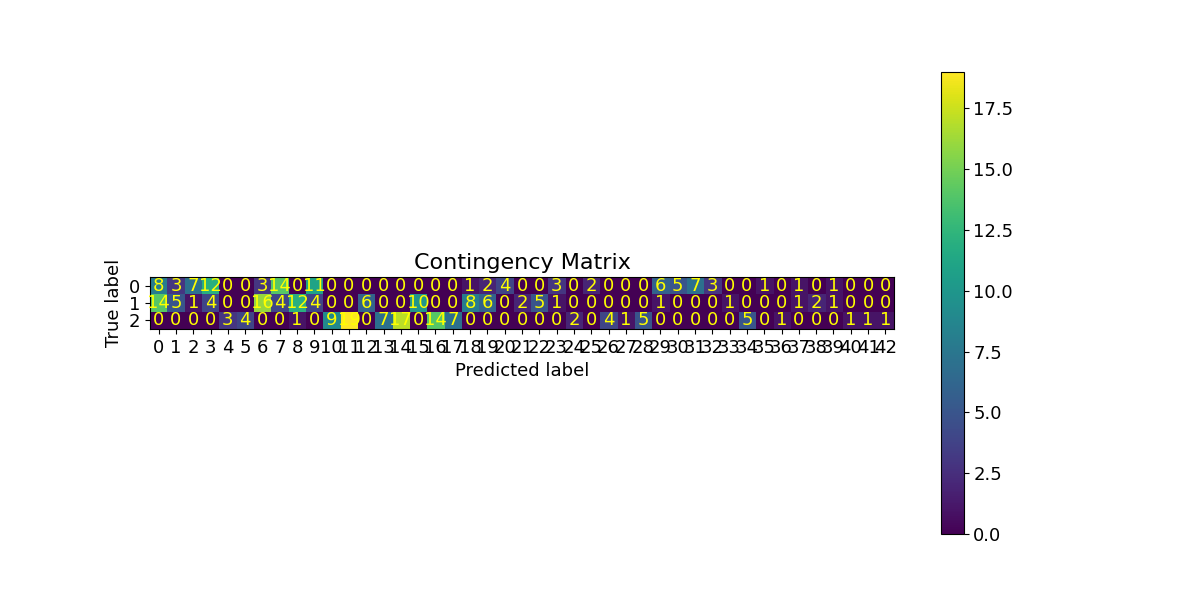 Contingency Matrix
True label
0 8 3 7 12 0 0 3 14 0 11 0 0 0 0 0 0 0 0 1 2 4 0 0 3 0 2 0 0 0 6 5 7 3 0 0 1 0 1 0 1 0 0 0
1 14 5 1 4 0 0 16 4 12 4 0 0 6 0 0 10 0 0 8 6 0 2 5 1 0 0 0 0 0 1 0 0 0 1 0 0 0 1 2 1 0 0 0
2 0 0 0 0 3 4 0 0 1 0 9 19 0 7 17 0 14 7 0 0 0 0 0 0 2 0 4 1 5 0 0 0 0 0 5 0 1 0 0 0 1 1 1
0 1 2 3 4 5 6 7 8 9 10 11 12 13 14 15 16 17 18 19 20 21 22 23 24 25 26 27 28 29 30 31 32 33 34 35 36 37 38 39 40 41 42
Predicted label
17.5
15.0
12.5
10.0
7.5
5.0
2.5
0.0